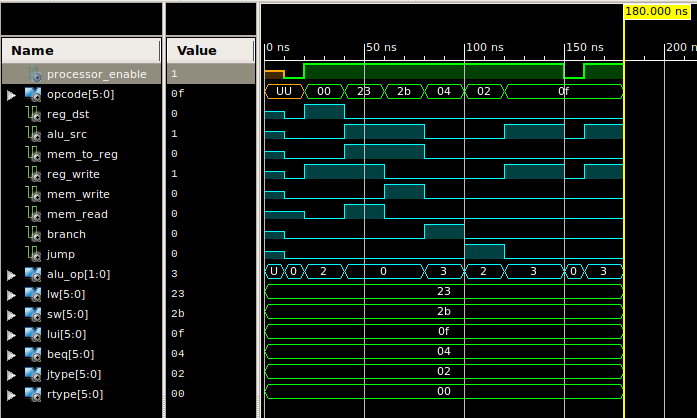 180.000 ns
Name Value 0 ns 50 ns 100 ns 150 ns 200 n
processor_enable 1
opcode[5:0] 0f UU 00 23 2b 04 02 0f
reg_dst 0
alu_src 1
mem_to_reg 0
reg_write 1
mem_write 0
mem_read 0
branch 0
jump 0
alu_op[1:0] 3 U 0 2 0 3 2 3 0 3
lw[5:0] 23 23
sw[5:0] 2b 2b
lui[5:0] 0f 0f
beq[5:0] 04 04
jtype[5:0] 02 02
rtype[5:0] 00 00